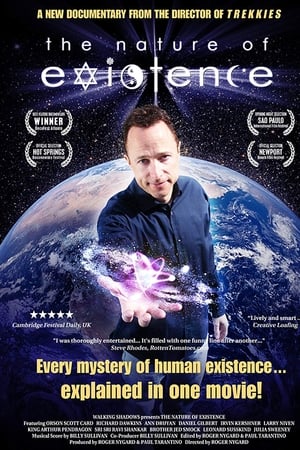 A NEW DOCUMENTARY FROM THE DIRECTOR OF TREKKIES
the nature of
existence
WINNER
OFFICIAL SELECTION
HOT SPRINGS
Documentary Festival
SAO PAULO
International Film Festival
NEWPORT
Beach Film Festival
★★★★★
Cambridge Festival Daily, UK
"Lively and smart ..."
Creative Loafing
"I was thoroughly entertained... It's filled with one funny line after another..."
Steve Rhodes, RottenTomatoes.com
Every mystery of human existence...
explained in one movie!
WALKING SHADOWS presents THE NATURE OF EXISTENCE
Featuring ORSON SCOTT CARD RICHARD DAWKINS ANN DRUYAN DANIEL GILBERT IRVIN KERSHNER LARRY NIVEN
KING ARTHUR PENDRAGON SRI SRI RAVI SHANKAR BROTHER JED SMOCK LEONARD SUSSKIND JULIA SWEENEY
Musical Score by BILLY SULLIVAN Co-Producer BILLY SULLIVAN Edited by ROGER NYGARD & PAUL TARANTINO
Produced by ROGER NYGARD & PAUL TARANTINO Directed by ROGER NYGARD